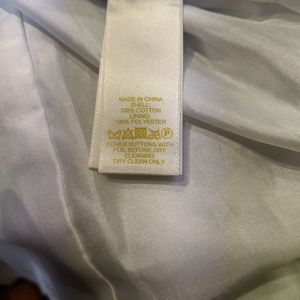 MADE IN CHINA
SHELL:
100% COTTON
LINING:
100% POLYESTER
P
COVER BUTTONS WITH
FOIL BEFORE DRY
CLEANING
DRY CLEAN ONLY